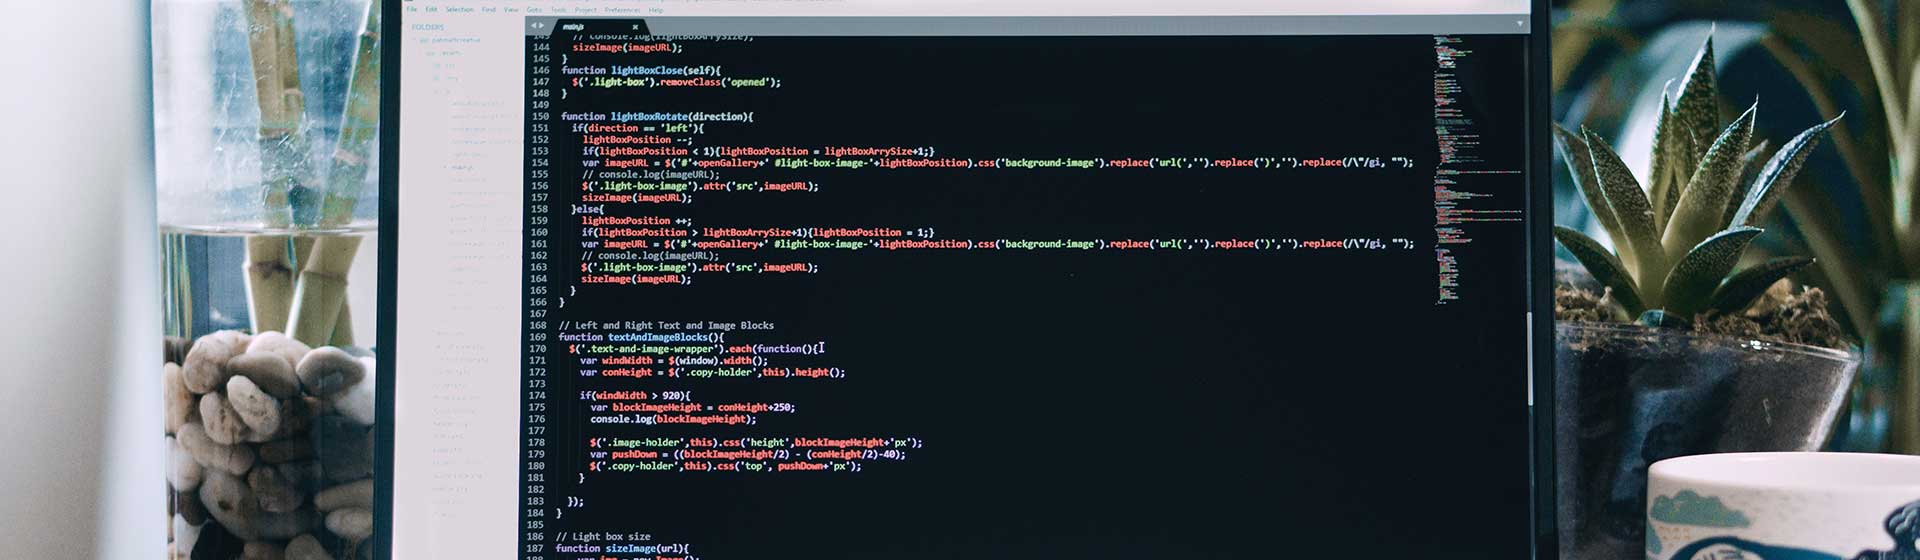 File Edit Selection Find View Goto Tools Project Preferences Help
FOLDERS
main.js
143 // console.log(lightBoxArrySize);
144 sizeImage(imageURL);
145 }
146 function lightBoxClose(self){
147 $('.light-box').removeClass('opened');
148 }
149
150 function lightBoxRotate(direction){
151 if(direction == 'left'){
152 lightBoxPosition --;
153 if(lightBoxPosition < 1){lightBoxPosition = lightBoxArrySize+1;}
154 var imageURL = $('#'+openGallery+' #light-box-image-'+lightBoxPosition).css('background-image').replace('url(','').replace(')','').replace(/\"/gi, "");
155 // console.log(imageURL);
156 $('.light-box-image').attr('src',imageURL);
157 sizeImage(imageURL);
158 }else{
159 lightBoxPosition ++;
160 if(lightBoxPosition > lightBoxArrySize+1){lightBoxPosition = 1;}
161 var imageURL = $('#'+openGallery+' #light-box-image-'+lightBoxPosition).css('background-image').replace('url(','').replace(')','').replace(/\"/gi, "");
162 // console.log(imageURL);
163 $('.light-box-image').attr('src',imageURL);
164 sizeImage(imageURL);
165 }
166 }
167
168 // Left and Right Text and Image Blocks
169 function textAndImageBlocks(){
170 $('.text-and-image-wrapper').each(function(){
171 var windWidth = $(window).width();
172 var conHeight = $('.copy-holder',this).height();
173
174 if(windWidth > 920){
175 var blockImageHeight = conHeight+250;
176 console.log(blockImageHeight);
177
178 $('.image-holder',this).css('height',blockImageHeight+'px');
179 var pushDown = ((blockImageHeight/2) - (conHeight/2)-40);
180 $('.copy-holder',this).css('top', pushDown+'px');
181 }
182
183 });
184 }
185
186 // Light box size
187 function sizeImage(url){
188 var img = new Image();